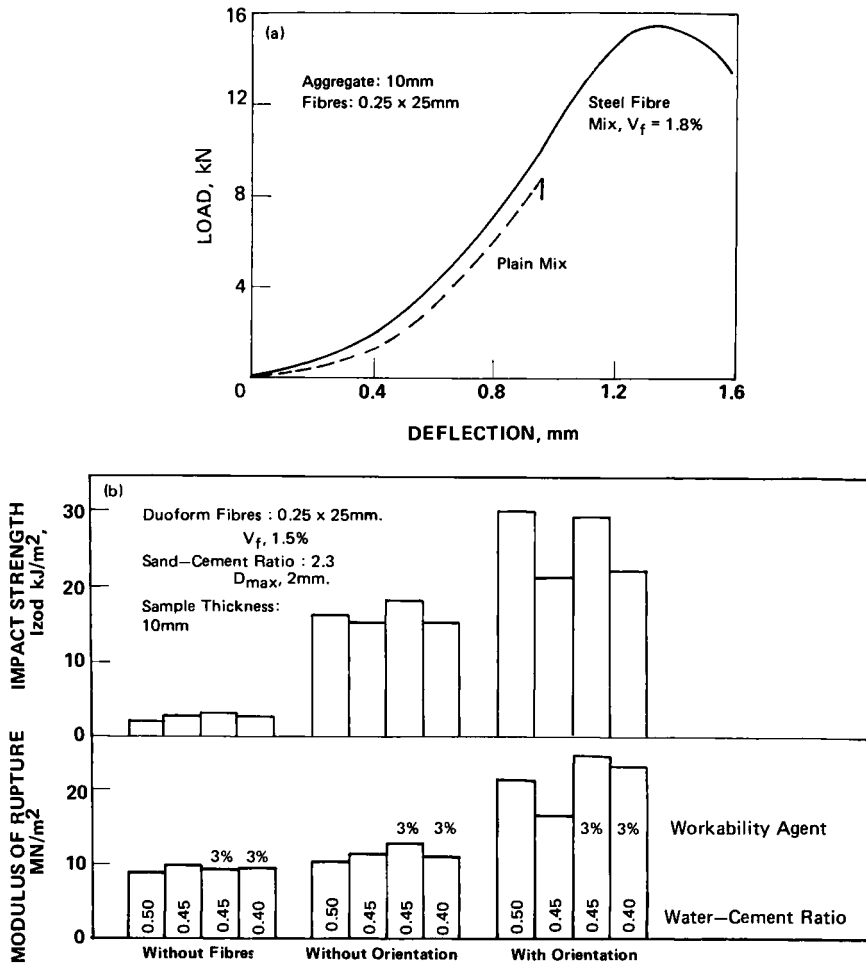 (a)
16
12
8
4
0
LOAD, kN
Aggregate: 10mm
Fibres: 0.25 x 25mm
Steel Fibre
Mix, Vf = 1.8%
Plain Mix
0.4
0.8
1.2
1.6
DEFLECTION, mm
(b)
IMPACT STRENGTH
Izod kJ/m²,
30
20
10
0
Duoform Fibres : 0.25 x 25mm.
Vf, 1.5%
Sand—Cement Ratio : 2.3
Dmax, 2mm.
Sample Thickness:
10mm
MODULUS OF RUPTURE
MN/m²
20
10
0
3% 3%
3% 3%
3% 3%
Workability Agent
0.50 0.45 0.45 0.40
0.50 0.45 0.45 0.40
0.50 0.45 0.45 0.40
Water—Cement Ratio
Without Fibres
Without Orientation
With Orientation